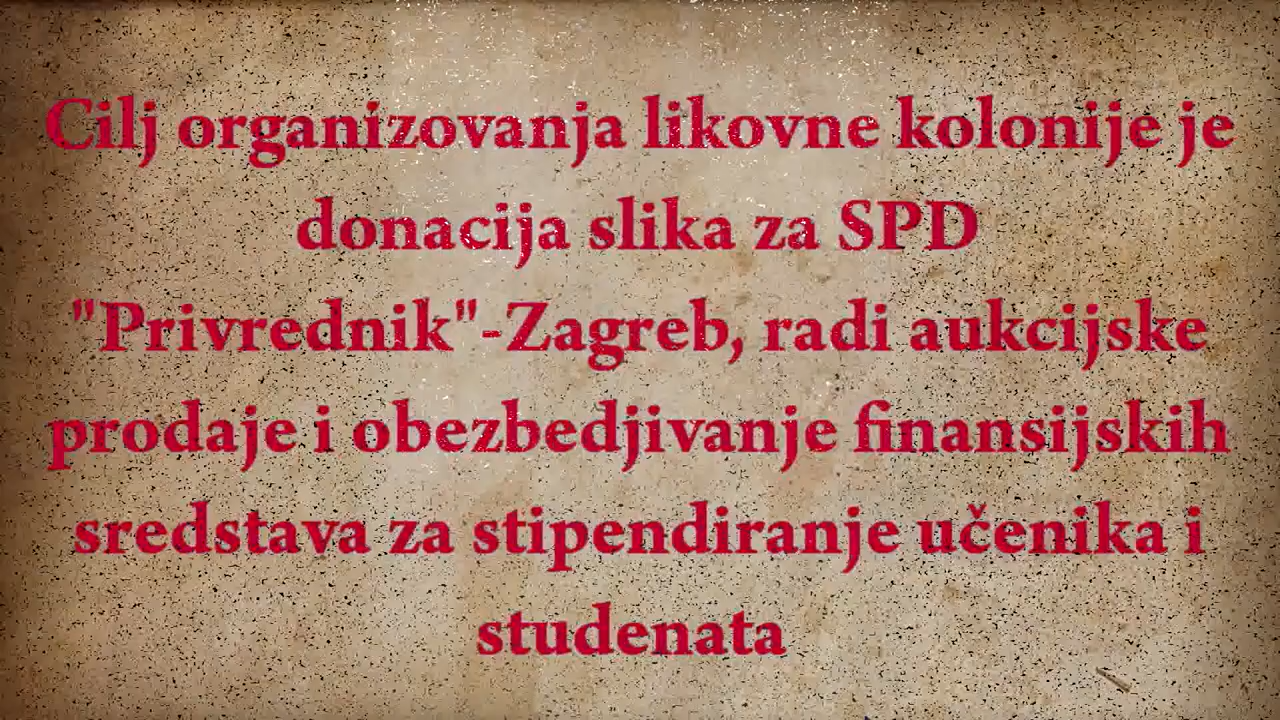 Cilj organizovanja likovne kolonije je
donacija slika za SPD
"Privrednik"-Zagreb, radi aukcijske
prodaje i obezbedjivanje finansijskih
sredstava za stipendiranje učenika i
studenata